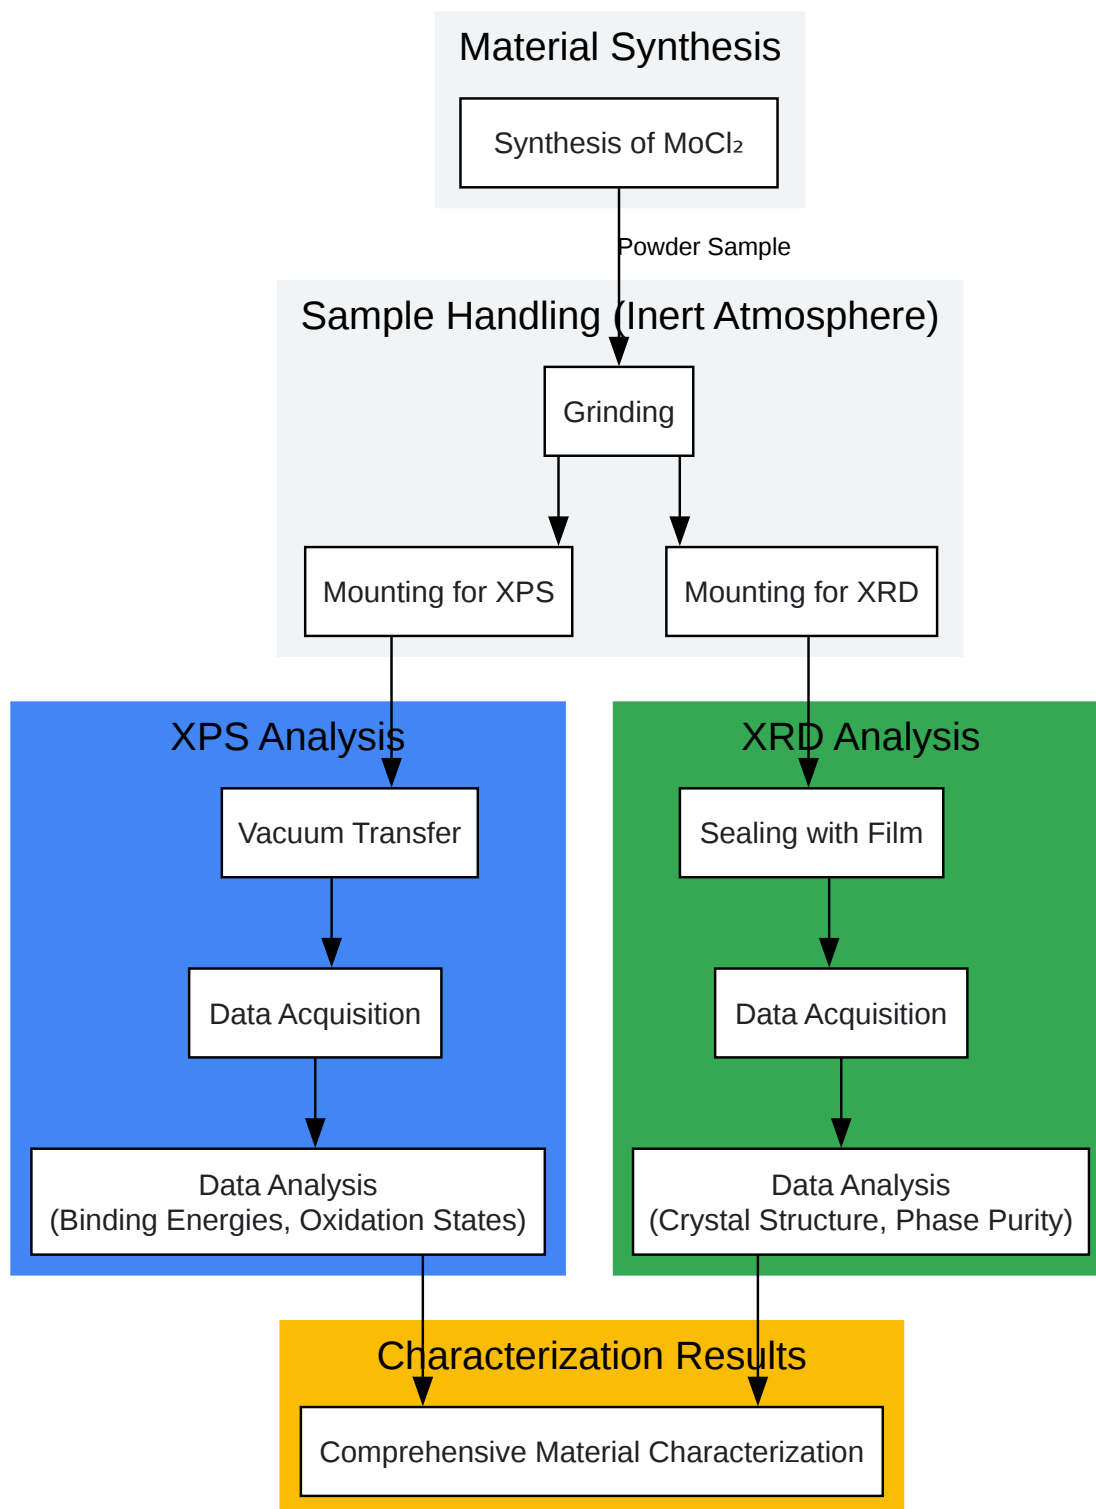 Material Synthesis
Synthesis of MoCl₂
Powder Sample
Sample Handling (Inert Atmosphere)
Grinding
Mounting for XPS
Mounting for XRD
XPS Analysis
Vacuum Transfer
Data Acquisition
Data Analysis
(Binding Energies, Oxidation States)
XRD Analysis
Sealing with Film
Data Acquisition
Data Analysis
(Crystal Structure, Phase Purity)
Characterization Results
Comprehensive Material Characterization